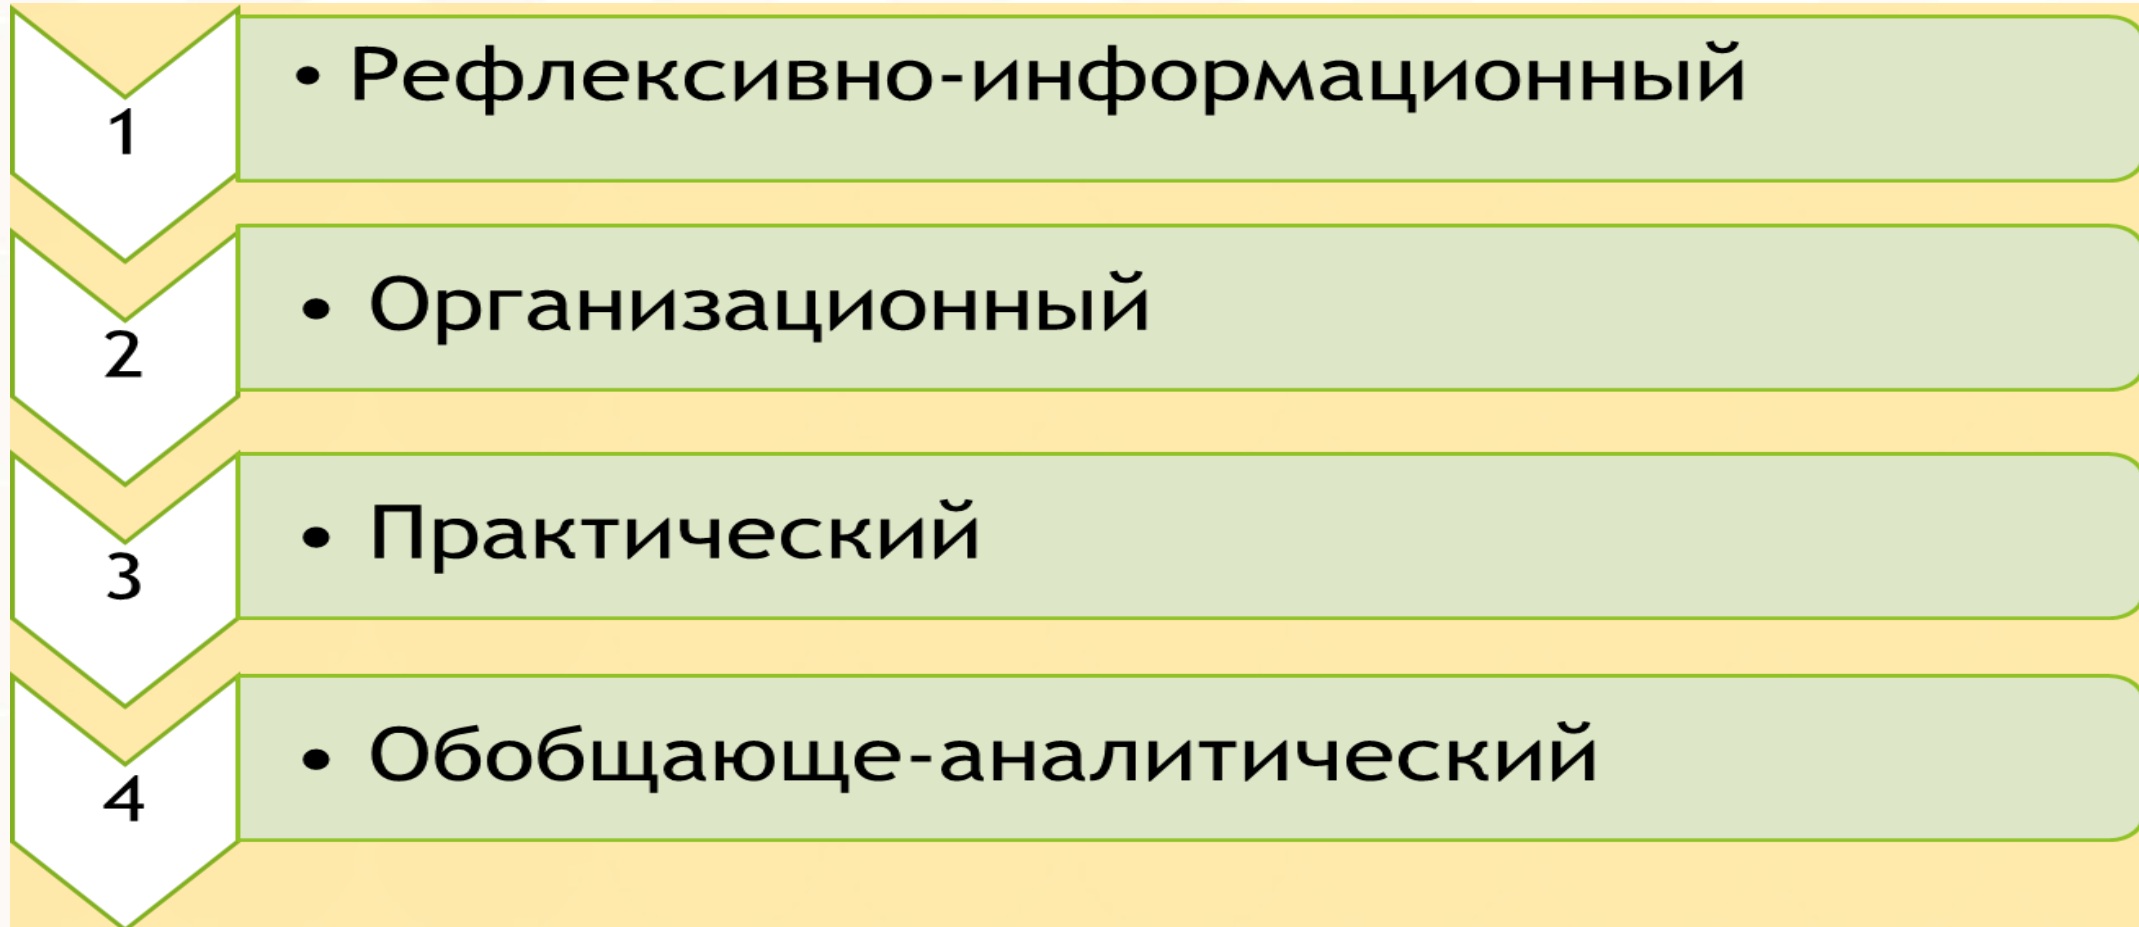 1
• Рефлексивно-информационный
2
• Организационный
3
• Практический
4
• Обобщающе-аналитический